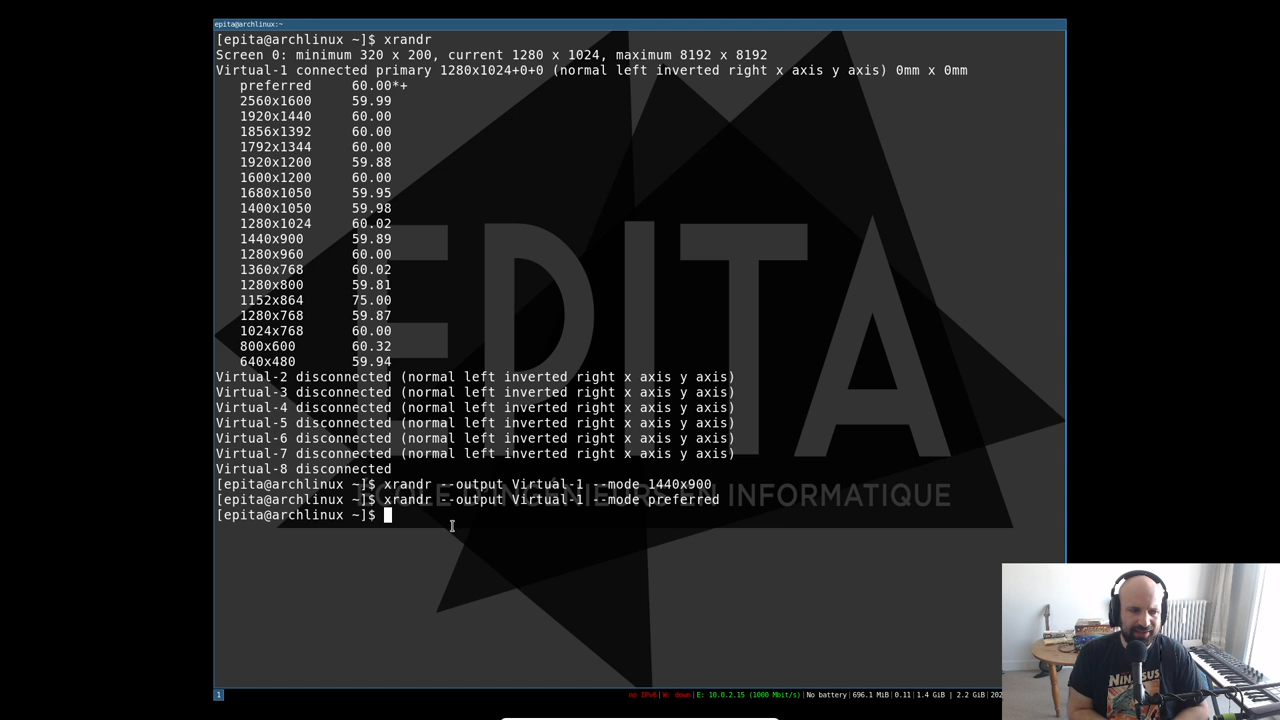 epita@archlinux:~
[epita@archlinux ~]$ xrandr
Screen 0: minimum 320 x 200, current 1280 x 1024, maximum 8192 x 8192
Virtual-1 connected primary 1280x1024+0+0 (normal left inverted right x axis y axis) 0mm x 0mm
   preferred     60.00*+
   2560x1600     59.99
   1920x1440     60.00
   1856x1392     60.00
   1792x1344     60.00
   1920x1200     59.88
   1600x1200     60.00
   1680x1050     59.95
   1400x1050     59.98
   1280x1024     60.02
   1440x900      59.89
   1280x960      60.00
   1360x768      60.02
   1280x800      59.81
   1152x864      75.00
   1280x768      59.87
   1024x768      60.00
   800x600       60.32
   640x480       59.94
Virtual-2 disconnected (normal left inverted right x axis y axis)
Virtual-3 disconnected (normal left inverted right x axis y axis)
Virtual-4 disconnected (normal left inverted right x axis y axis)
Virtual-5 disconnected (normal left inverted right x axis y axis)
Virtual-6 disconnected (normal left inverted right x axis y axis)
Virtual-7 disconnected (normal left inverted right x axis y axis)
Virtual-8 disconnected
[epita@archlinux ~]$ xrandr --output Virtual-1 --mode 1440x900
[epita@archlinux ~]$ xrandr --output Virtual-1 --mode preferred
[epita@archlinux ~]$
EPITA
ÉCOLE D'INGÉNIEURS EN INFORMATIQUE
1
no IPv6|W: down|E: 10.0.2.15 (1000 Mbit/s)|No battery|696.1 MiB|0.11|1.4 GiB | 2.2 GiB|202